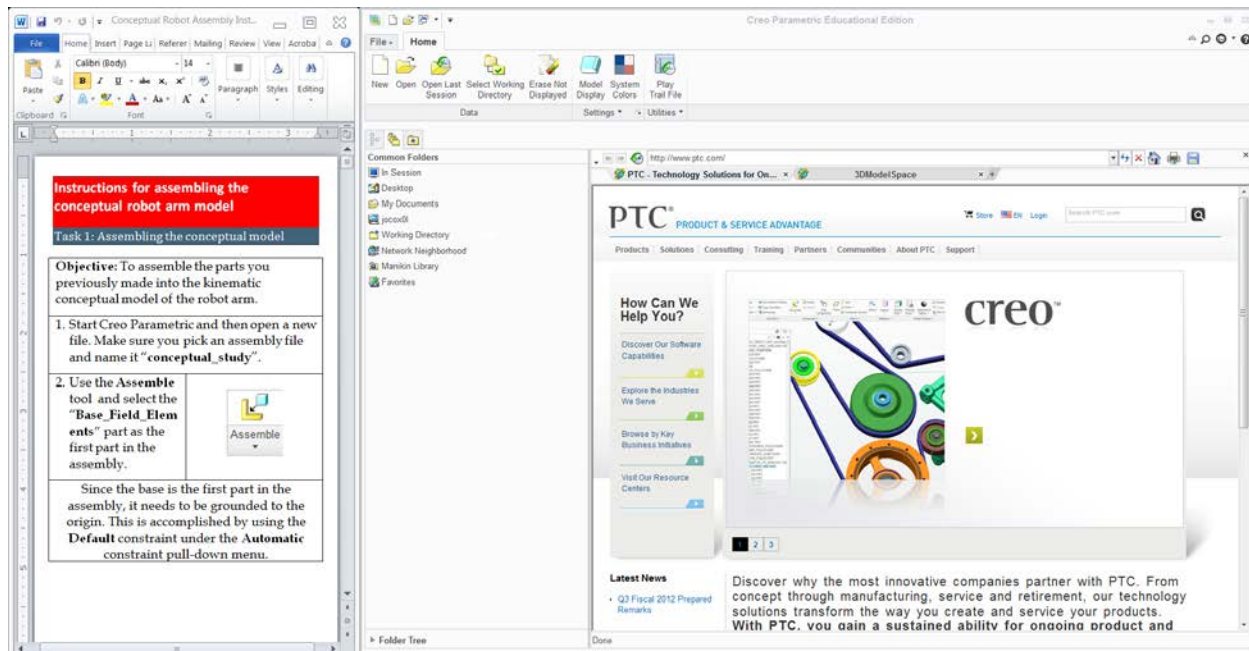 Conceptual Robot Assembly Inst...
File Home Insert Page La Referer Mailing Review View Acroba
Calibri (Body) 14
Paste
B I U abc x, x²
Paragraph Styles Editing
Clipboard Font
Instructions for assembling the
conceptual robot arm model
Task 1: Assembling the conceptual model
Objective: To assemble the parts you
previously made into the kinematic
conceptual model of the robot arm.
1. Start Creo Parametric and then open a new
file. Make sure you pick an assembly file
and name it “conceptual_study”.
2. Use the Assemble
tool and select the
“Base_Field_Elem
ents” part as the
first part in the
assembly.
Assemble
Since the base is the first part in the
assembly, it needs to be grounded to the
origin. This is accomplished by using the
Default constraint under the Automatic
constraint pull-down menu.
Creo Parametric Educational Edition
File Home
New Open Open Last Session Select Working Directory Erase Not Displayed Model Display System Colors Play Trail File
Data Settings Utilities
Common Folders
In Session
Desktop
My Documents
jocox0l
Working Directory
Network Neighborhood
Manikin Library
Favorites
Folder Tree
http://www.ptc.com/
PTC - Technology Solutions for On... 3DModelSpace
PTC® PRODUCT & SERVICE ADVANTAGE
Store EN Login
Products Solutions Consulting Training Partners Communities About PTC Support
How Can We
Help You?
Discover Our Software
Capabilities
Explore the Industries
We Serve
Browse by Key
Business Initiatives
Visit Our Resource
Centers
creo™
1 2 3
Latest News
Q3 Fiscal 2012 Prepared
Remarks
Discover why the most innovative companies partner with PTC. From
concept through manufacturing, service and retirement, our technology
solutions transform the way you create and service your products.
With PTC, you gain a sustained ability for ongoing product and
Done